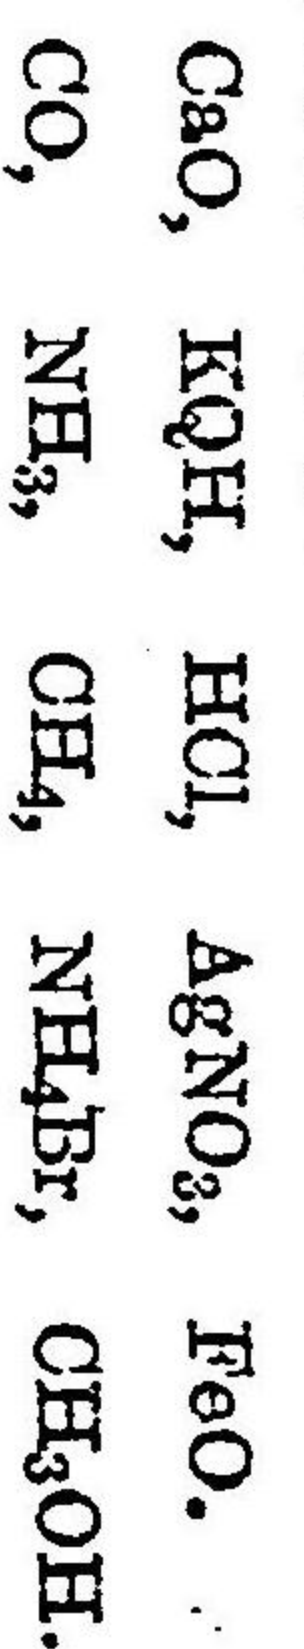 CaO, KOH, HCl, AgNO₃, FeO.
CO, NH₃, CH₄, NH₄Br, CH₃OH.